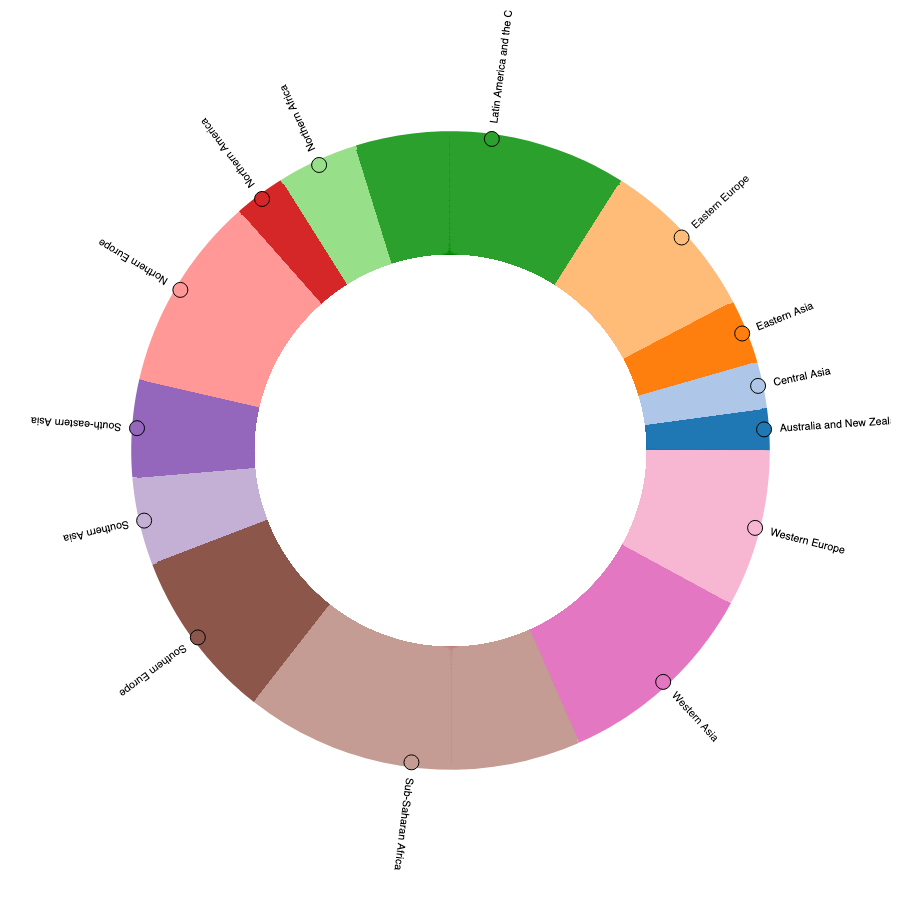 Latin America and the C
Eastern Europe
Eastern Asia
Central Asia
Australia and New Zeal
Western Europe
Western Asia
Sub-Saharan Africa
Southern Europe
Southern Asia
South-eastern Asia
Northern Europe
Northern America
Northern Africa